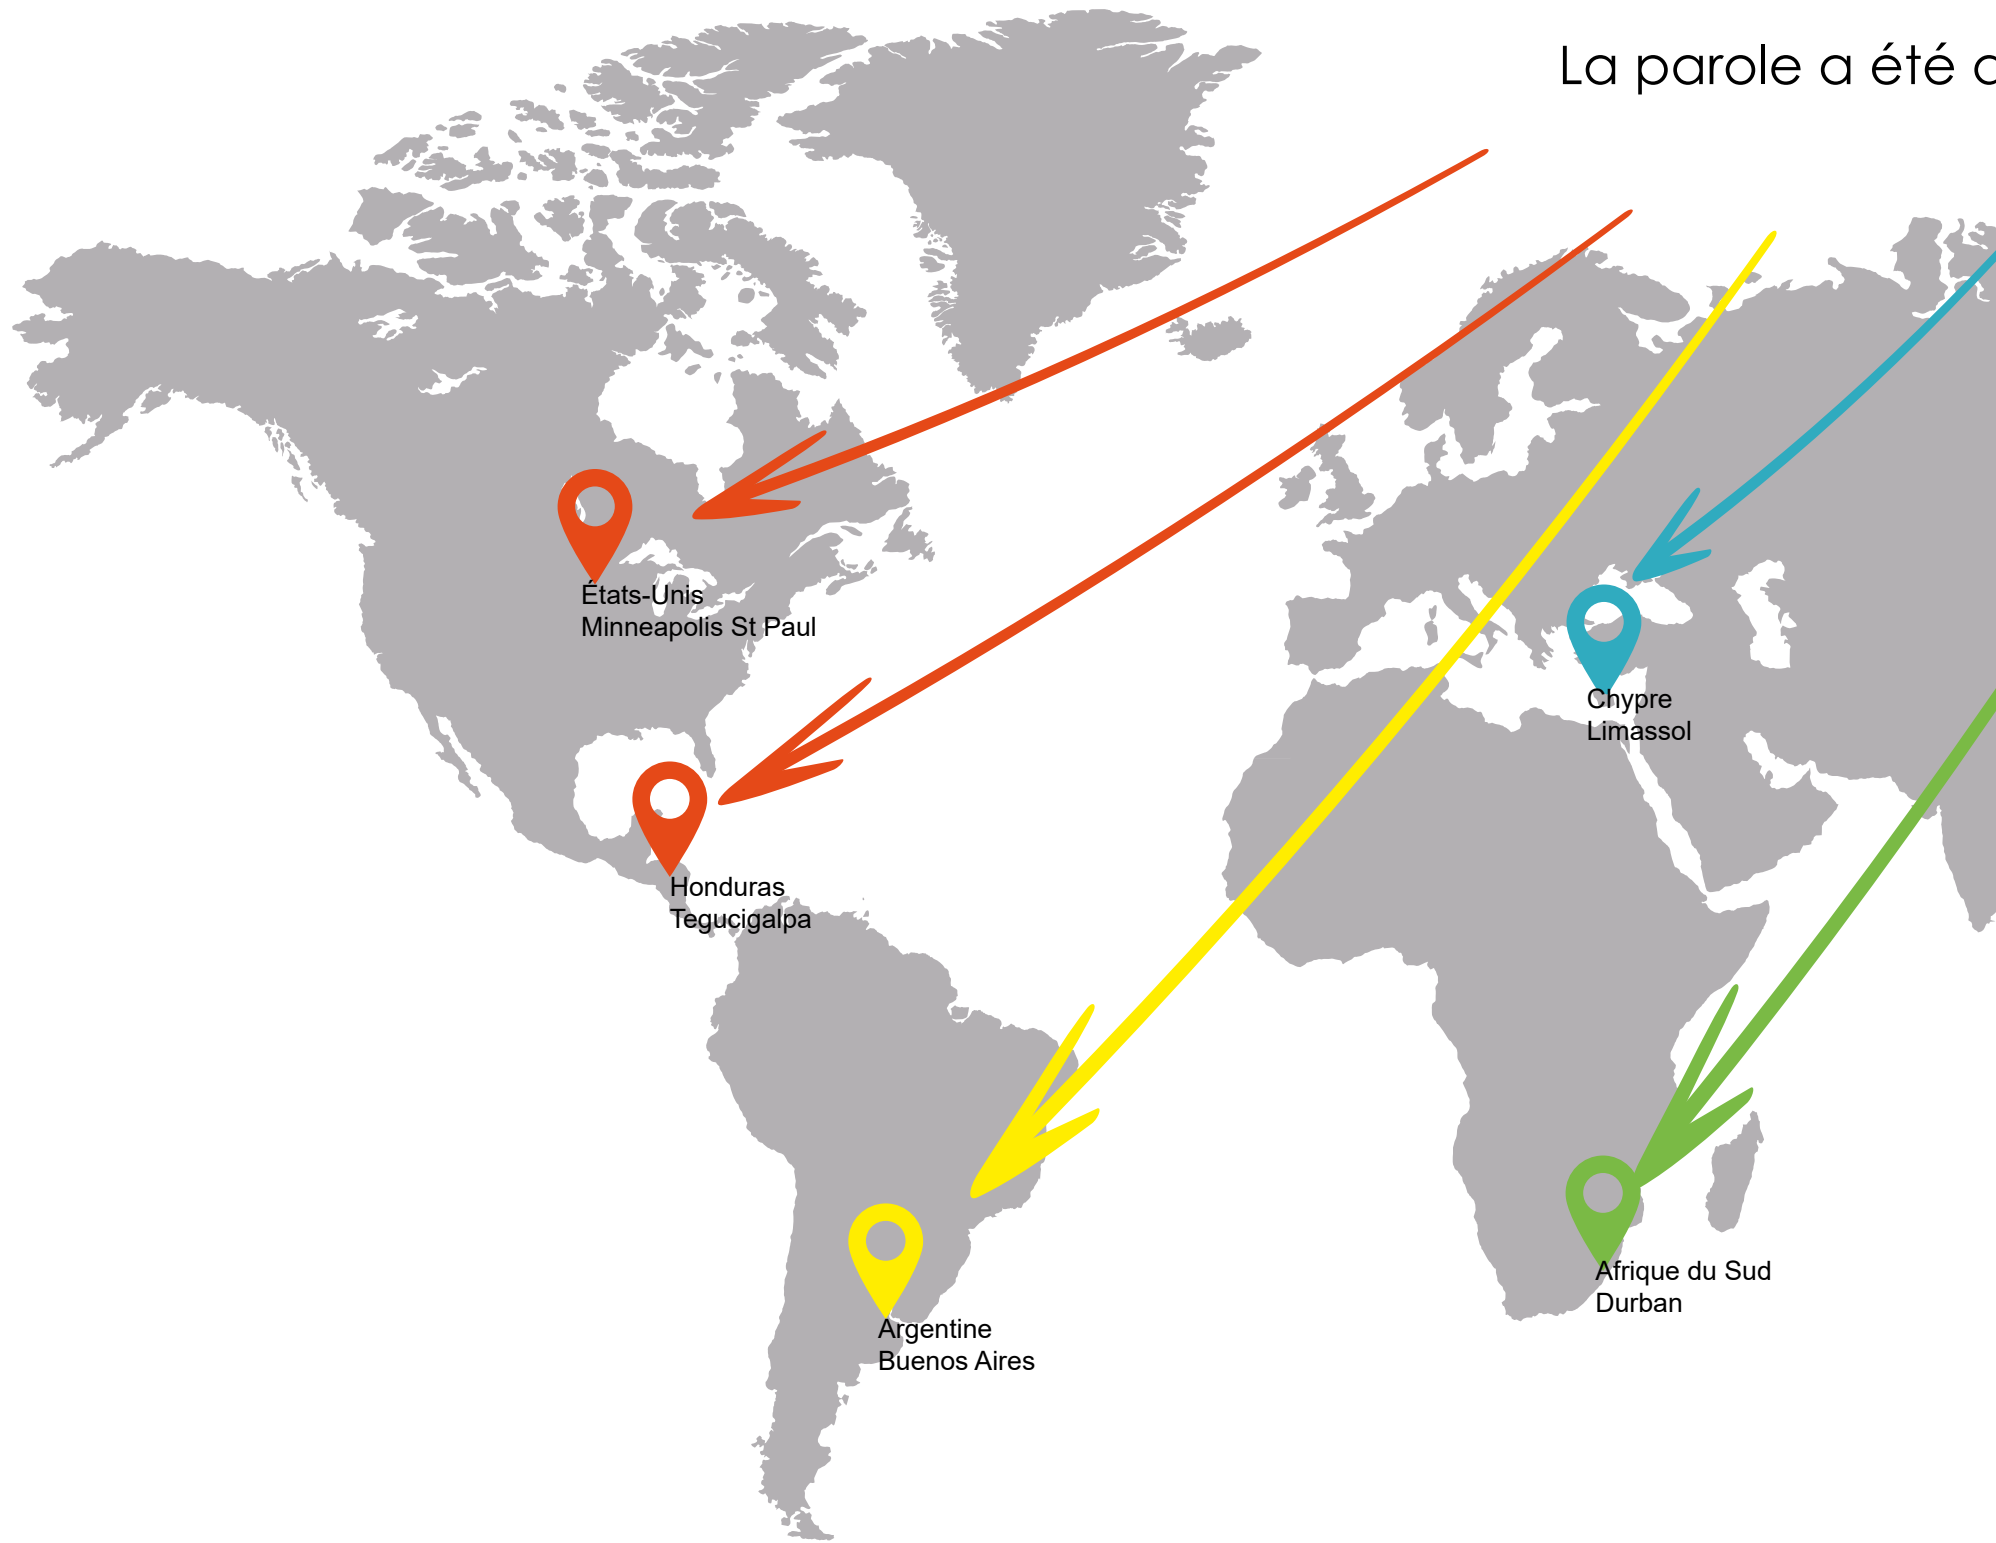 La parole a été
États-Unis
Minneapolis St Paul
Chypre
Limassol
Honduras
Tegucigalpa
Afrique du Sud
Durban
Argentine
Buenos Aires